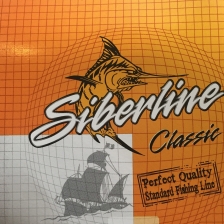 Siberline
Classic
Perfect Quality
Standard Fishing Line